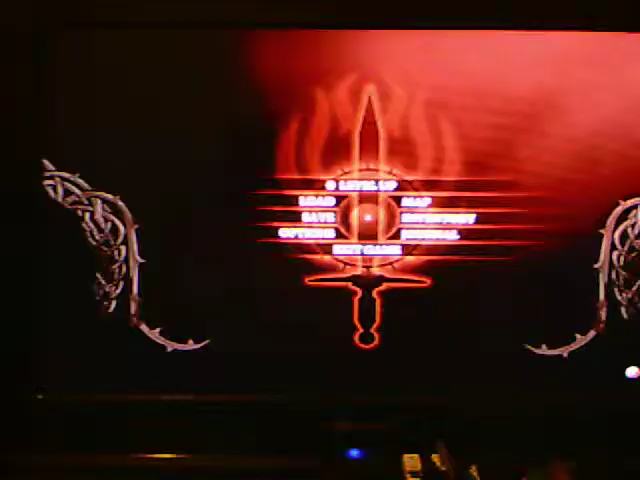 LEVEL UP
LOAD MAP
SAVE INVENTORY
OPTIONS JOURNAL
EXIT GAME